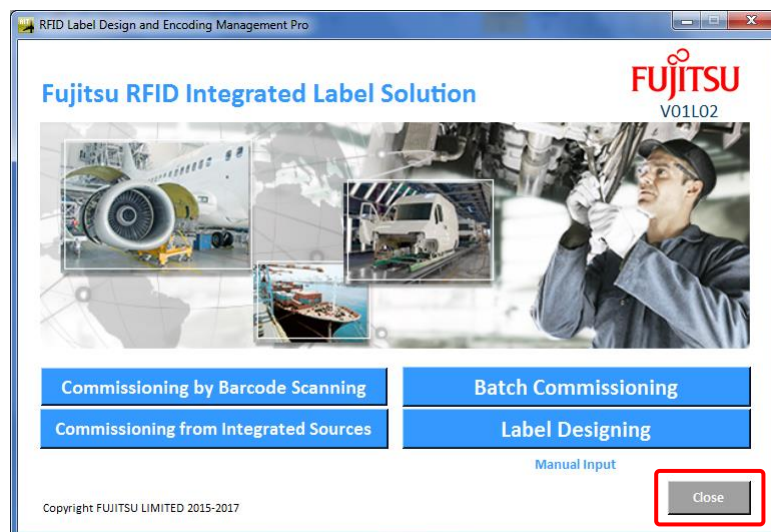 RFID Label Design and Encoding Management Pro
Fujitsu RFID Integrated Label Solution
FUJITSU
V01L02
Commissioning by Barcode Scanning
Batch Commissioning
Commissioning from Integrated Sources
Label Designing
Manual Input
Close
Copyright FUJITSU LIMITED 2015-2017